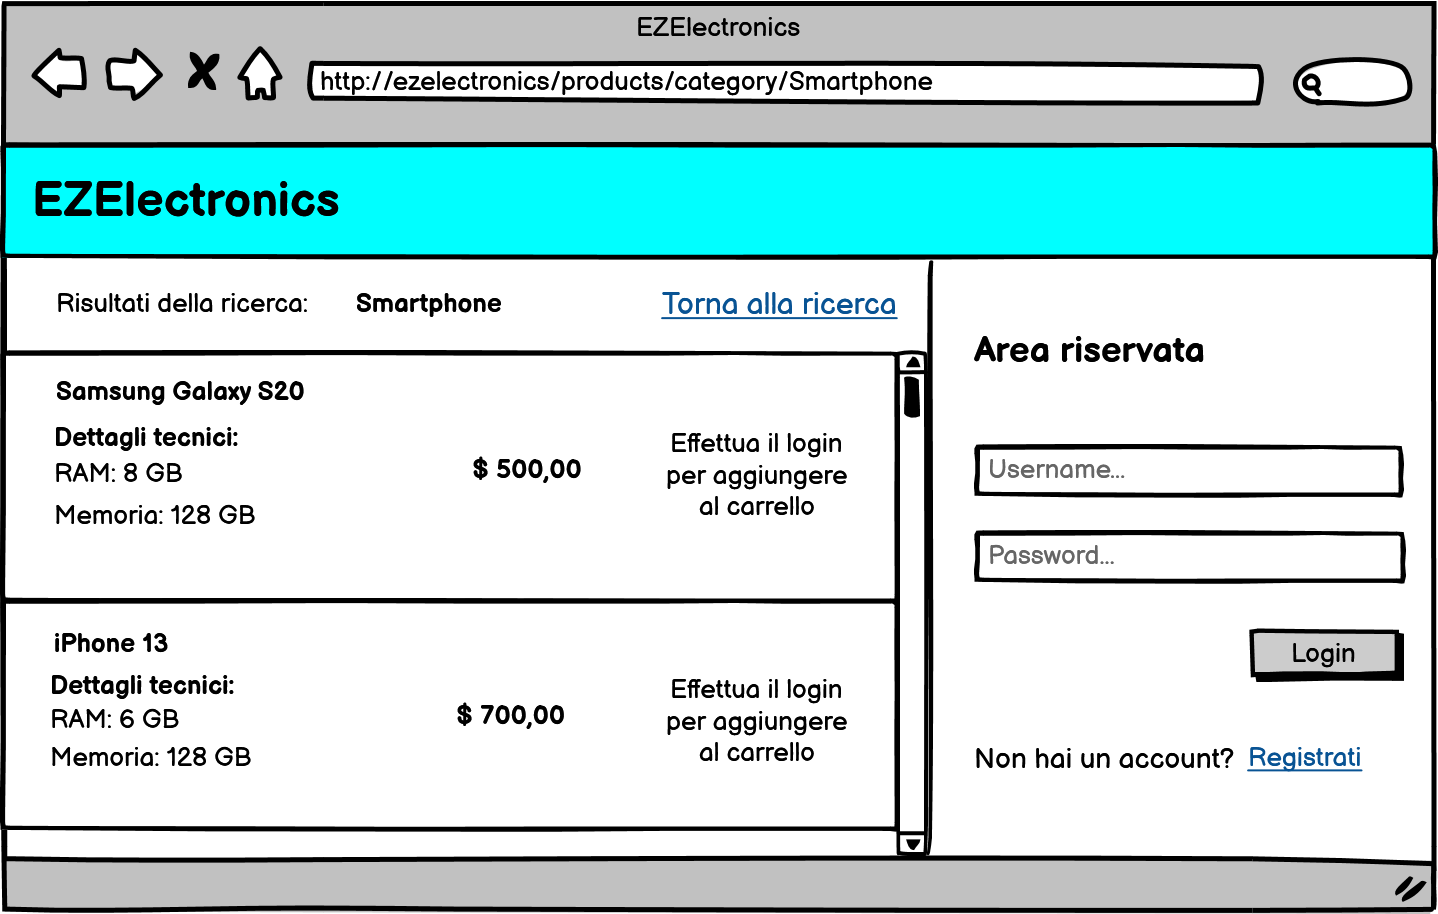 EZElectronics
http://ezelectronics/products/category/Smartphone
EZElectronics
Risultati della ricerca: Smartphone Torna alla ricerca
Samsung Galaxy S20
Dettagli tecnici:
RAM: 8 GB
Memoria: 128 GB
$ 500,00
Effettua il login
per aggiungere
al carrello
iPhone 13
Dettagli tecnici:
RAM: 6 GB
Memoria: 128 GB
$ 700,00
Effettua il login
per aggiungere
al carrello
Area riservata
Username...
Password...
Login
Non hai un account? Registrati